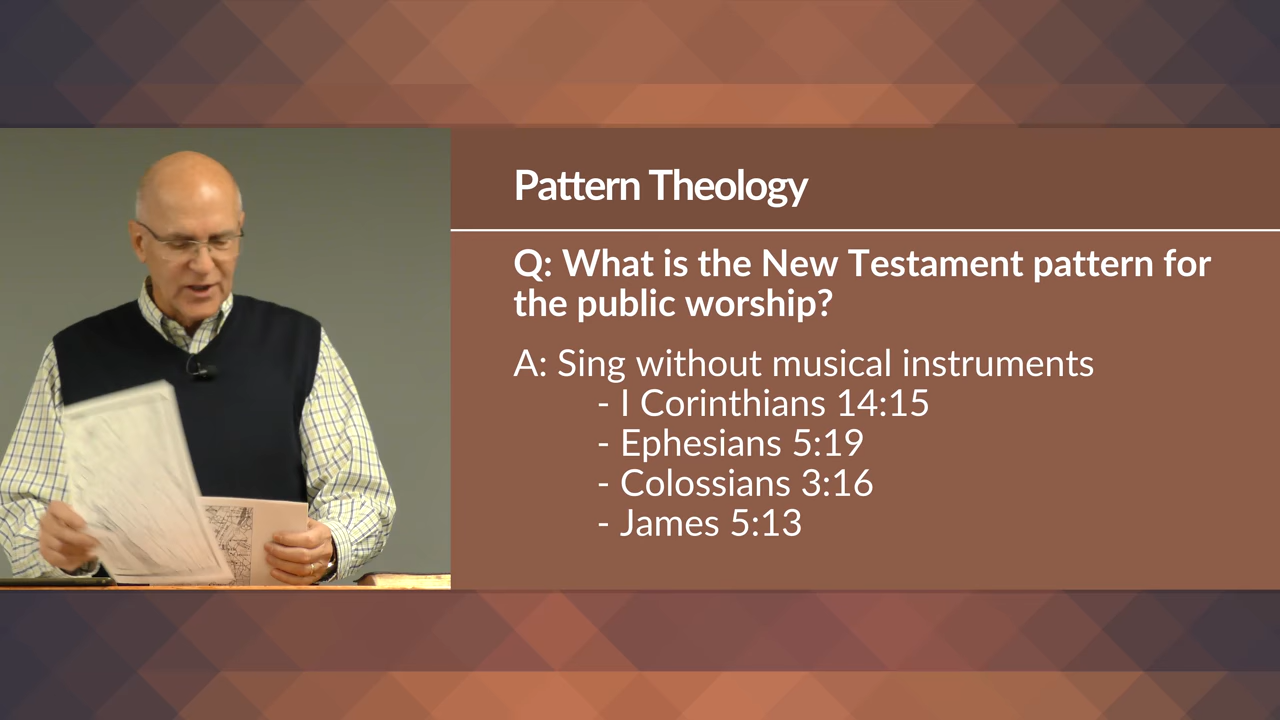 Pattern Theology
Q: What is the New Testament pattern for
the public worship?
A: Sing without musical instruments
- I Corinthians 14:15
- Ephesians 5:19
- Colossians 3:16
- James 5:13